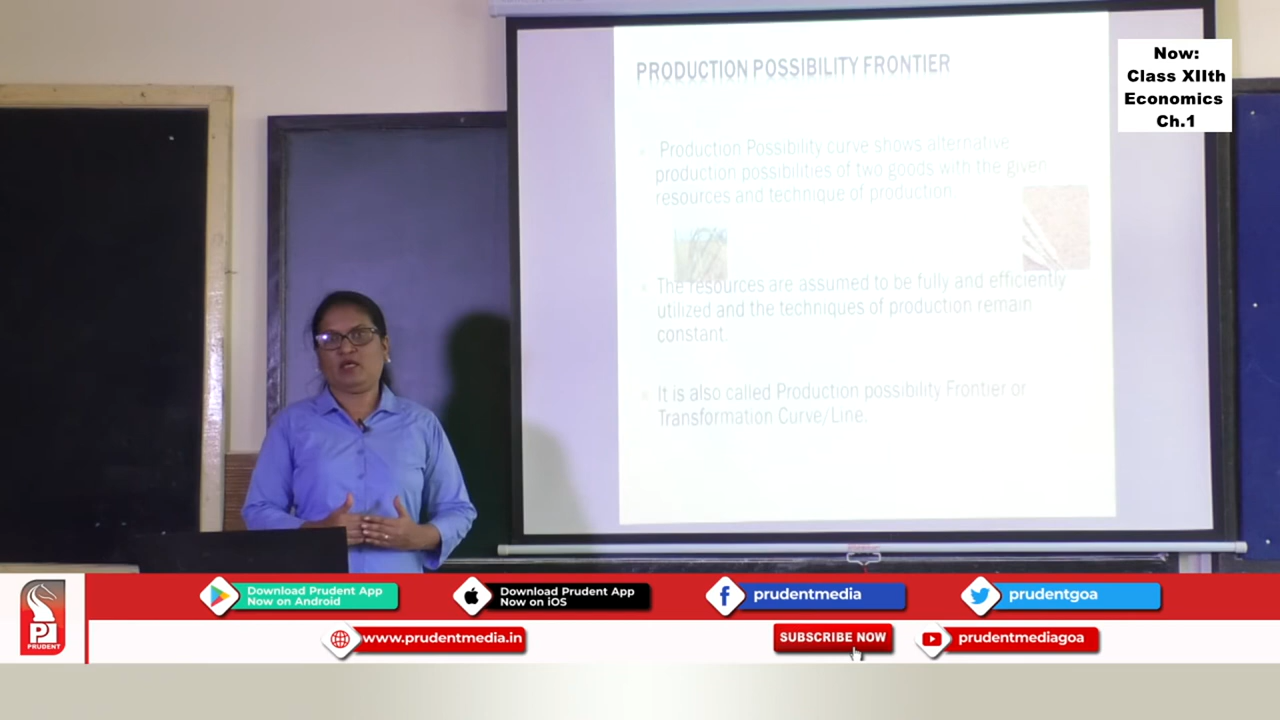 PRODUCTION POSSIBILITY FRONTIER
Production Possibility curve shows alternative
production possibilities of two goods with the given
resources and technique of production.
The resources are assumed to be fully and efficiently
utilized and the techniques of production remain
constant.
It is also called Production possibility Frontier or
Transformation Curve/Line.
Now:
Class XIIth
Economics
Ch.1
PRUDENT
Download Prudent App
Now on Android
Download Prudent App
Now on iOS
prudentmedia
prudentgoa
www.prudentmedia.in
SUBSCRIBE NOW
prudentmediagoa